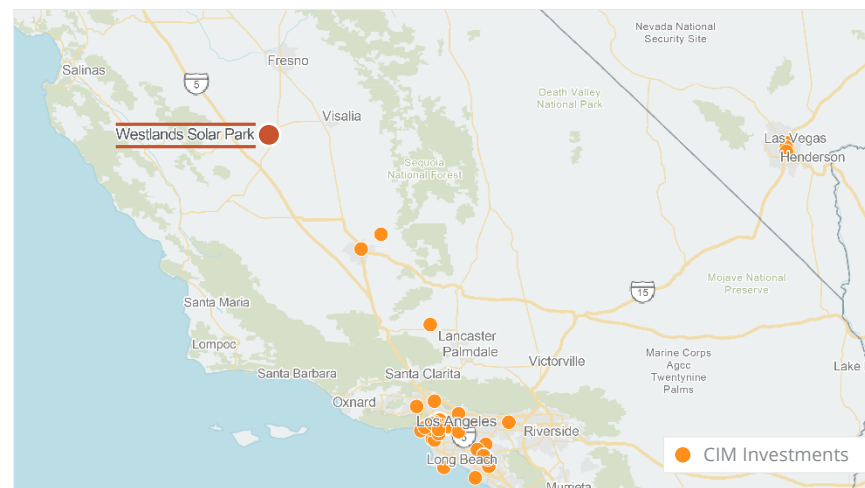 Nevada National
Security Site
Salinas
5
Fresno
Death Valley
National Park
Visalia
Westlands Solar Park
Las Vegas
Henderson
Sequoia
National Forest
Mojave National
Preserve
15
Santa Maria
Lancaster
Palmdale
Lompoc
Victorville
Marine Corps
Agcc
Twentynine
Palms
Lake
Santa Barbara
Santa Clarita
Oxnard
Los Angeles
Riverside
5
Long Beach
CIM Investments
Murrieta